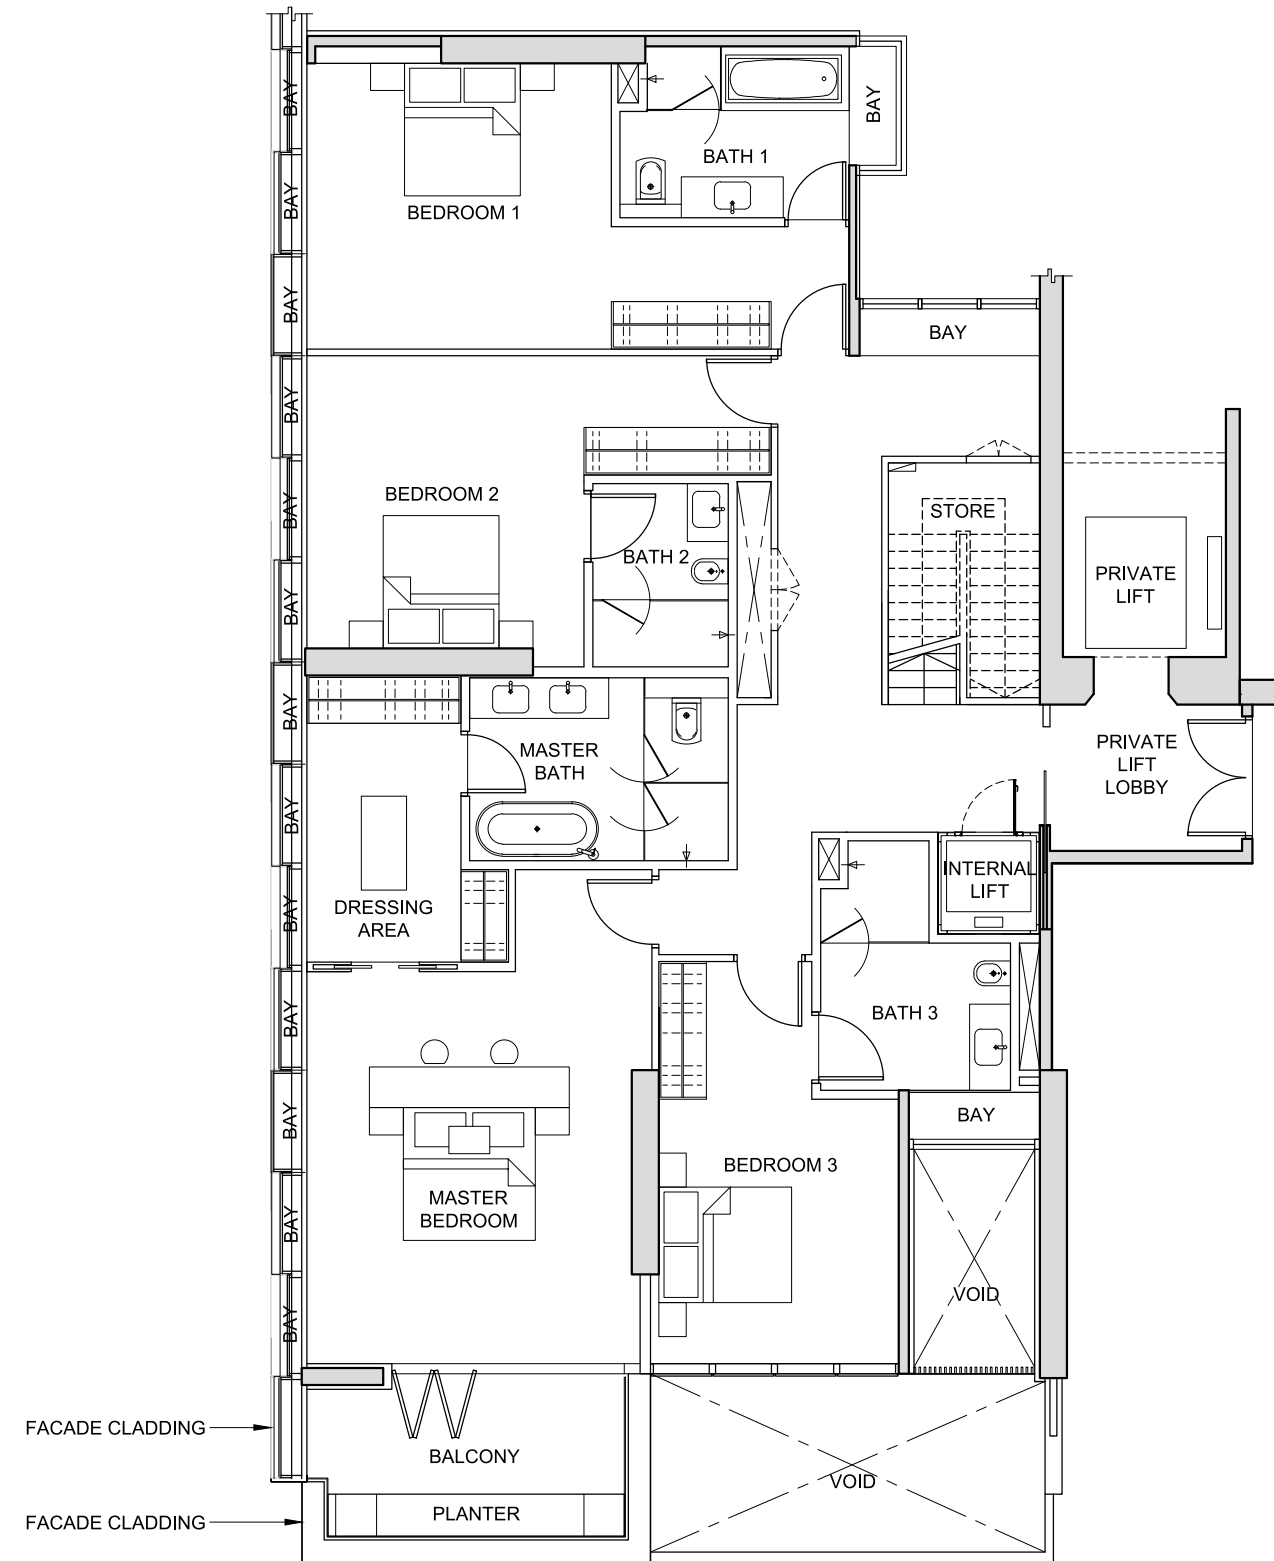 BAY
BAY
BATH 1
BAY
BEDROOM 1
BAY
BAY
BAY
BEDROOM 2
BAY
STORE
BATH 2
PRIVATE
LIFT
BAY
BAY
MASTER
BATH
PRIVATE
LIFT
LOBBY
BAY
INTERNAL
LIFT
DRESSING
AREA
BAY
BAY
BATH 3
BAY
BAY
BEDROOM 3
MASTER
BEDROOM
BAY
VOID
BAY
FACADE CLADDING
BALCONY
VOID
PLANTER
FACADE CLADDING